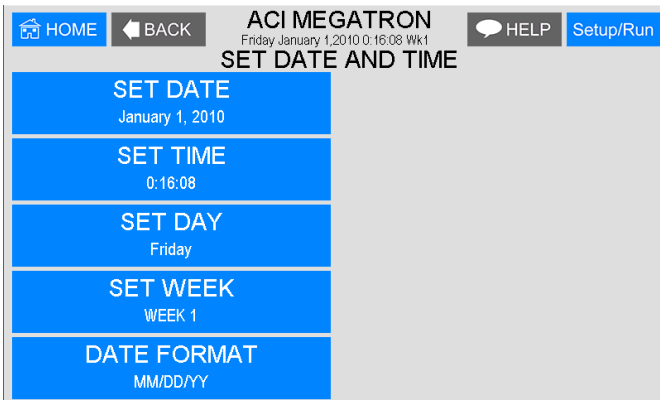 HOME
BACK
ACI MEGATRON
Friday January 1,2010 0:16:08 Wk1
HELP
Setup/Run
SET DATE AND TIME
SET DATE
January 1, 2010
SET TIME
0:16:08
SET DAY
Friday
SET WEEK
WEEK 1
DATE FORMAT
MM/DD/YY